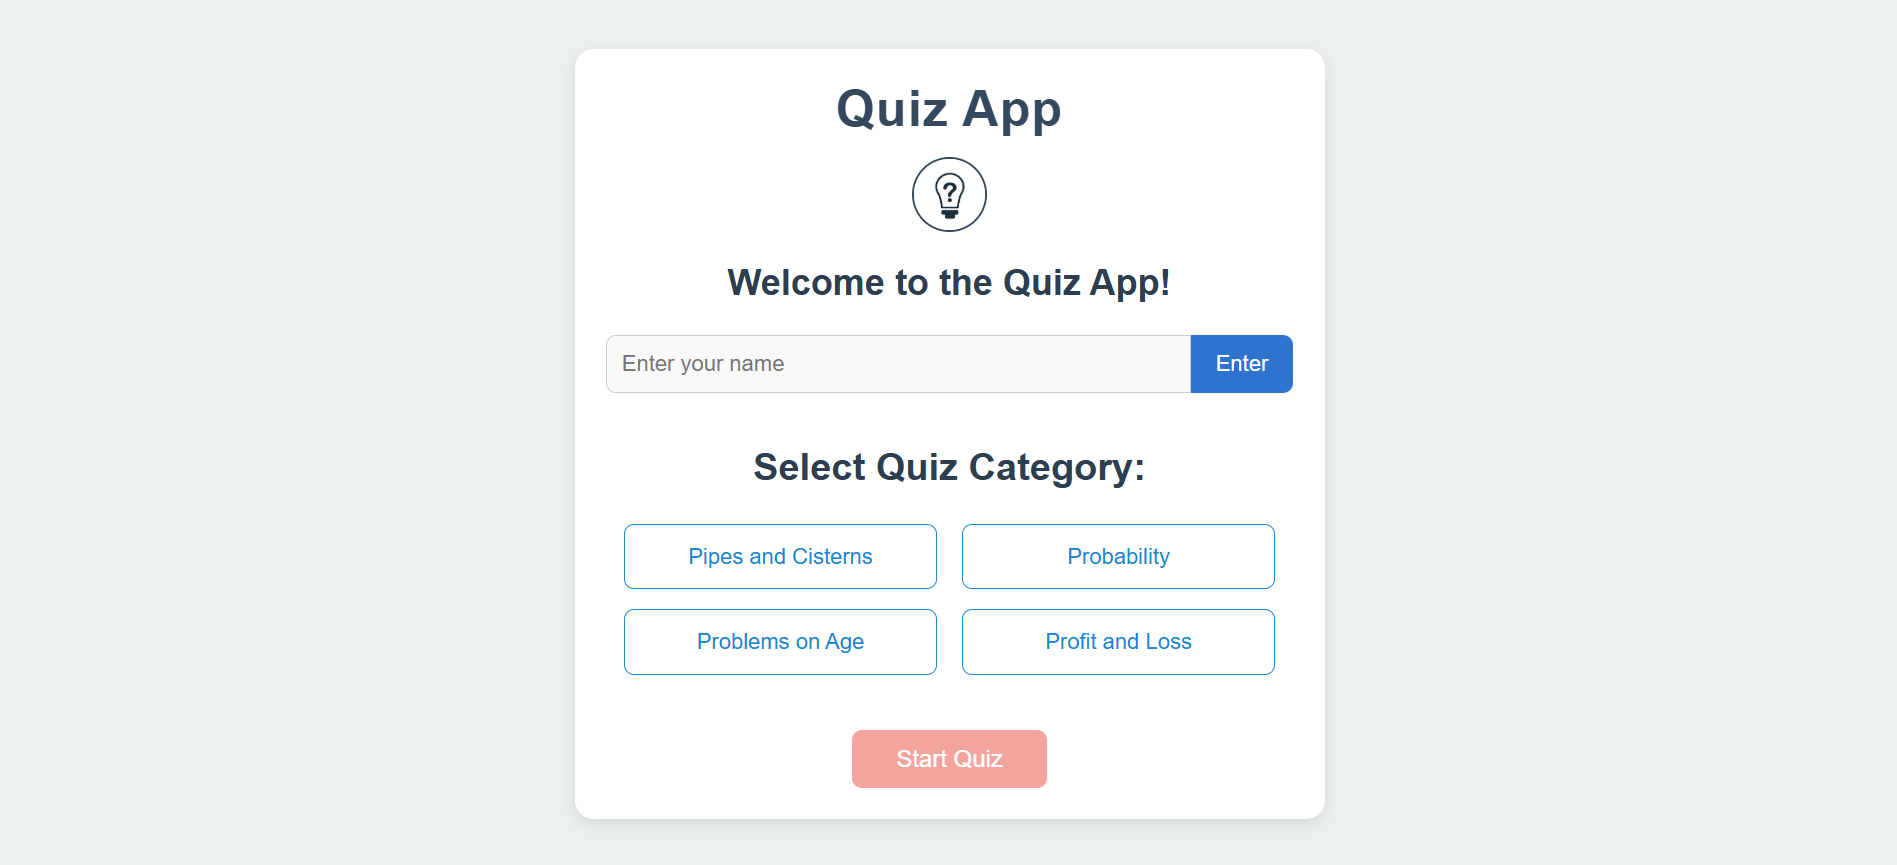 Quiz App
?
Welcome to the Quiz App!
Enter your name
Enter
Select Quiz Category:
Pipes and Cisterns
Probability
Problems on Age
Profit and Loss
Start Quiz